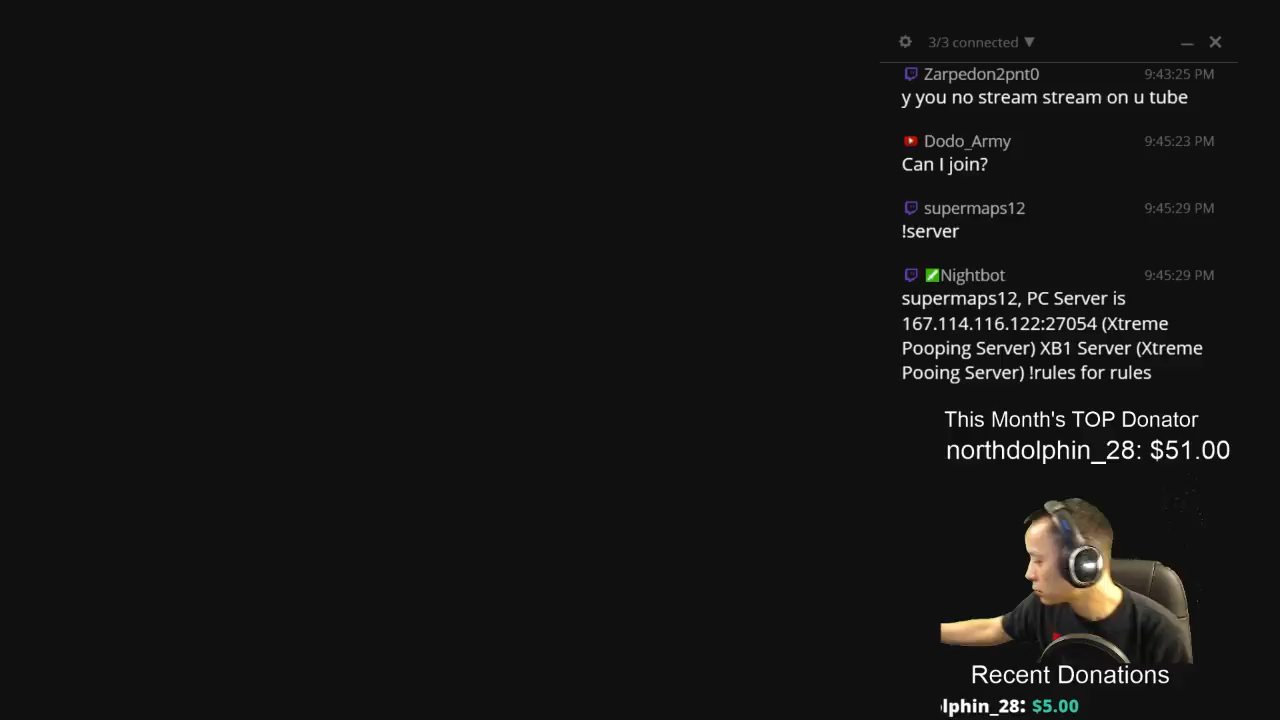 3/3 connected ▼
Zarpedon2pnt0 9:43:25 PM
y you no stream stream on u tube
Dodo_Army 9:45:23 PM
Can I join?
supermaps12 9:45:29 PM
!server
Nightbot 9:45:29 PM
supermaps12, PC Server is
167.114.116.122:27054 (Xtreme
Pooping Server) XB1 Server (Xtreme
Pooing Server) !rules for rules
This Month's TOP Donator
northdolphin_28: $51.00
Recent Donations
lphin_28: $5.00